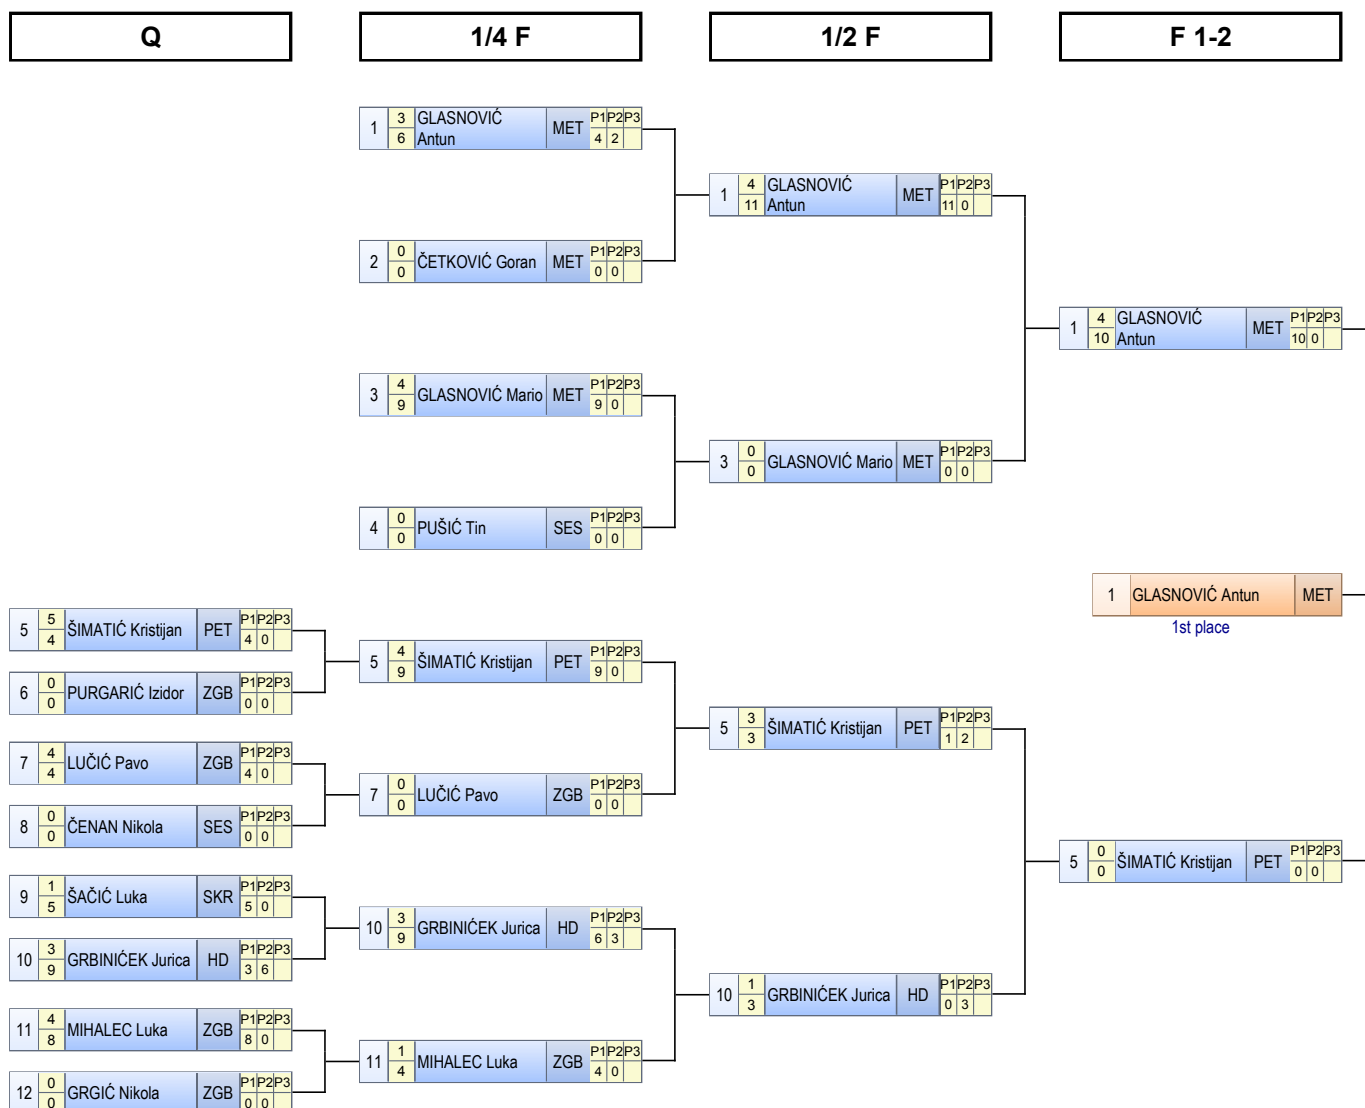 Q 1/4 F 1/2 F F 1-2
1 3 6 GLASNOVIĆ Antun MET P1 P2 P3 4 2
2 0 0 ČETKOVIĆ Goran MET P1 P2 P3 0 0
3 4 9 GLASNOVIĆ Mario MET P1 P2 P3 9 0
4 0 0 PUŠIĆ Tin SES P1 P2 P3 0 0
1 4 11 GLASNOVIĆ Antun MET P1 P2 P3 11 0
3 0 0 GLASNOVIĆ Mario MET P1 P2 P3 0 0
1 4 10 GLASNOVIĆ Antun MET P1 P2 P3 10 0
1 GLASNOVIĆ Antun MET
1st place
5 5 4 ŠIMATIĆ Kristijan PET P1 P2 P3 4 0
6 0 0 PURGARIĆ Izidor ZGB P1 P2 P3 0 0
7 4 4 LUČIĆ Pavo ZGB P1 P2 P3 4 0
8 0 0 ČENAN Nikola SES P1 P2 P3 0 0
9 1 5 ŠAČIĆ Luka SKR P1 P2 P3 5 0
10 3 9 GRBINIĆEK Jurica HD P1 P2 P3 3 6
11 4 8 MIHALEC Luka ZGB P1 P2 P3 8 0
12 0 0 GRGIĆ Nikola ZGB P1 P2 P3 0 0
5 4 9 ŠIMATIĆ Kristijan PET P1 P2 P3 9 0
7 0 0 LUČIĆ Pavo ZGB P1 P2 P3 0 0
10 3 9 GRBINIĆEK Jurica HD P1 P2 P3 6 3
11 1 4 MIHALEC Luka ZGB P1 P2 P3 4 0
5 3 3 ŠIMATIĆ Kristijan PET P1 P2 P3 1 2
10 1 3 GRBINIĆEK Jurica HD P1 P2 P3 0 3
5 0 0 ŠIMATIĆ Kristijan PET P1 P2 P3 0 0